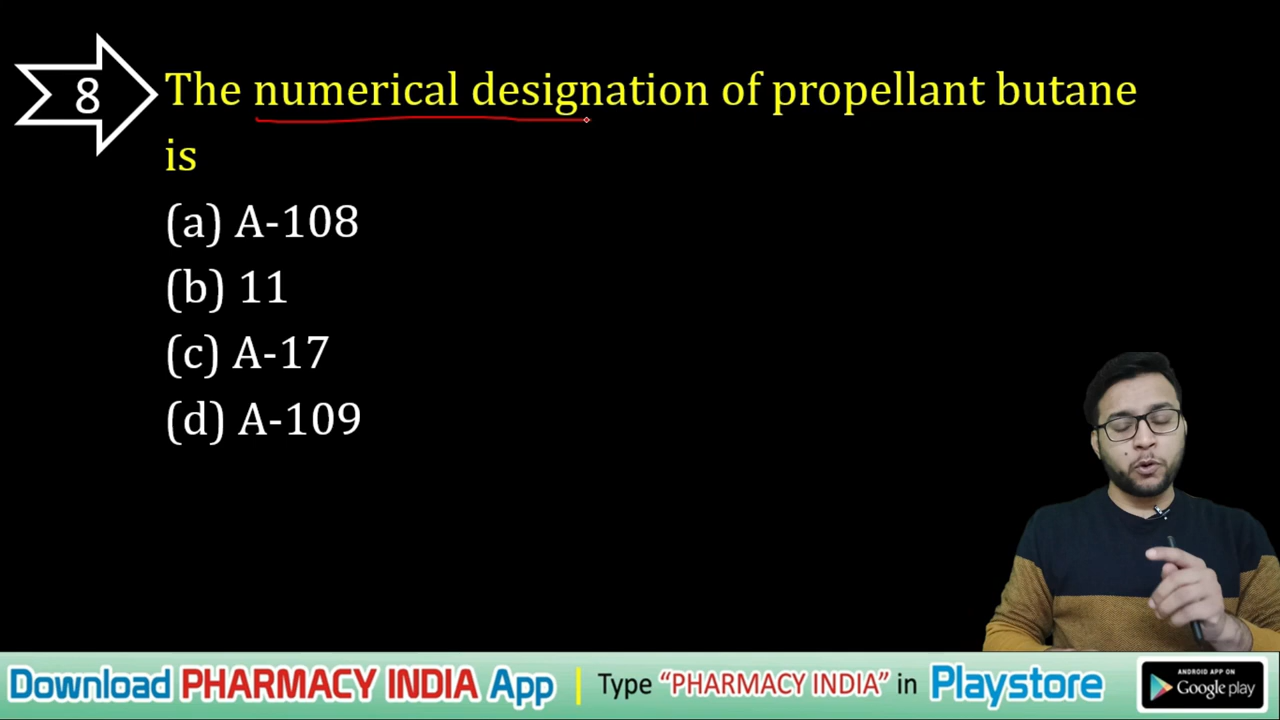 8
The numerical designation of propellant butane
is
(a) A-108
(b) 11
(c) A-17
(d) A-109
Download PHARMACY INDIA App | Type “PHARMACY INDIA” in Playstore
ANDROID APP ON
Google play